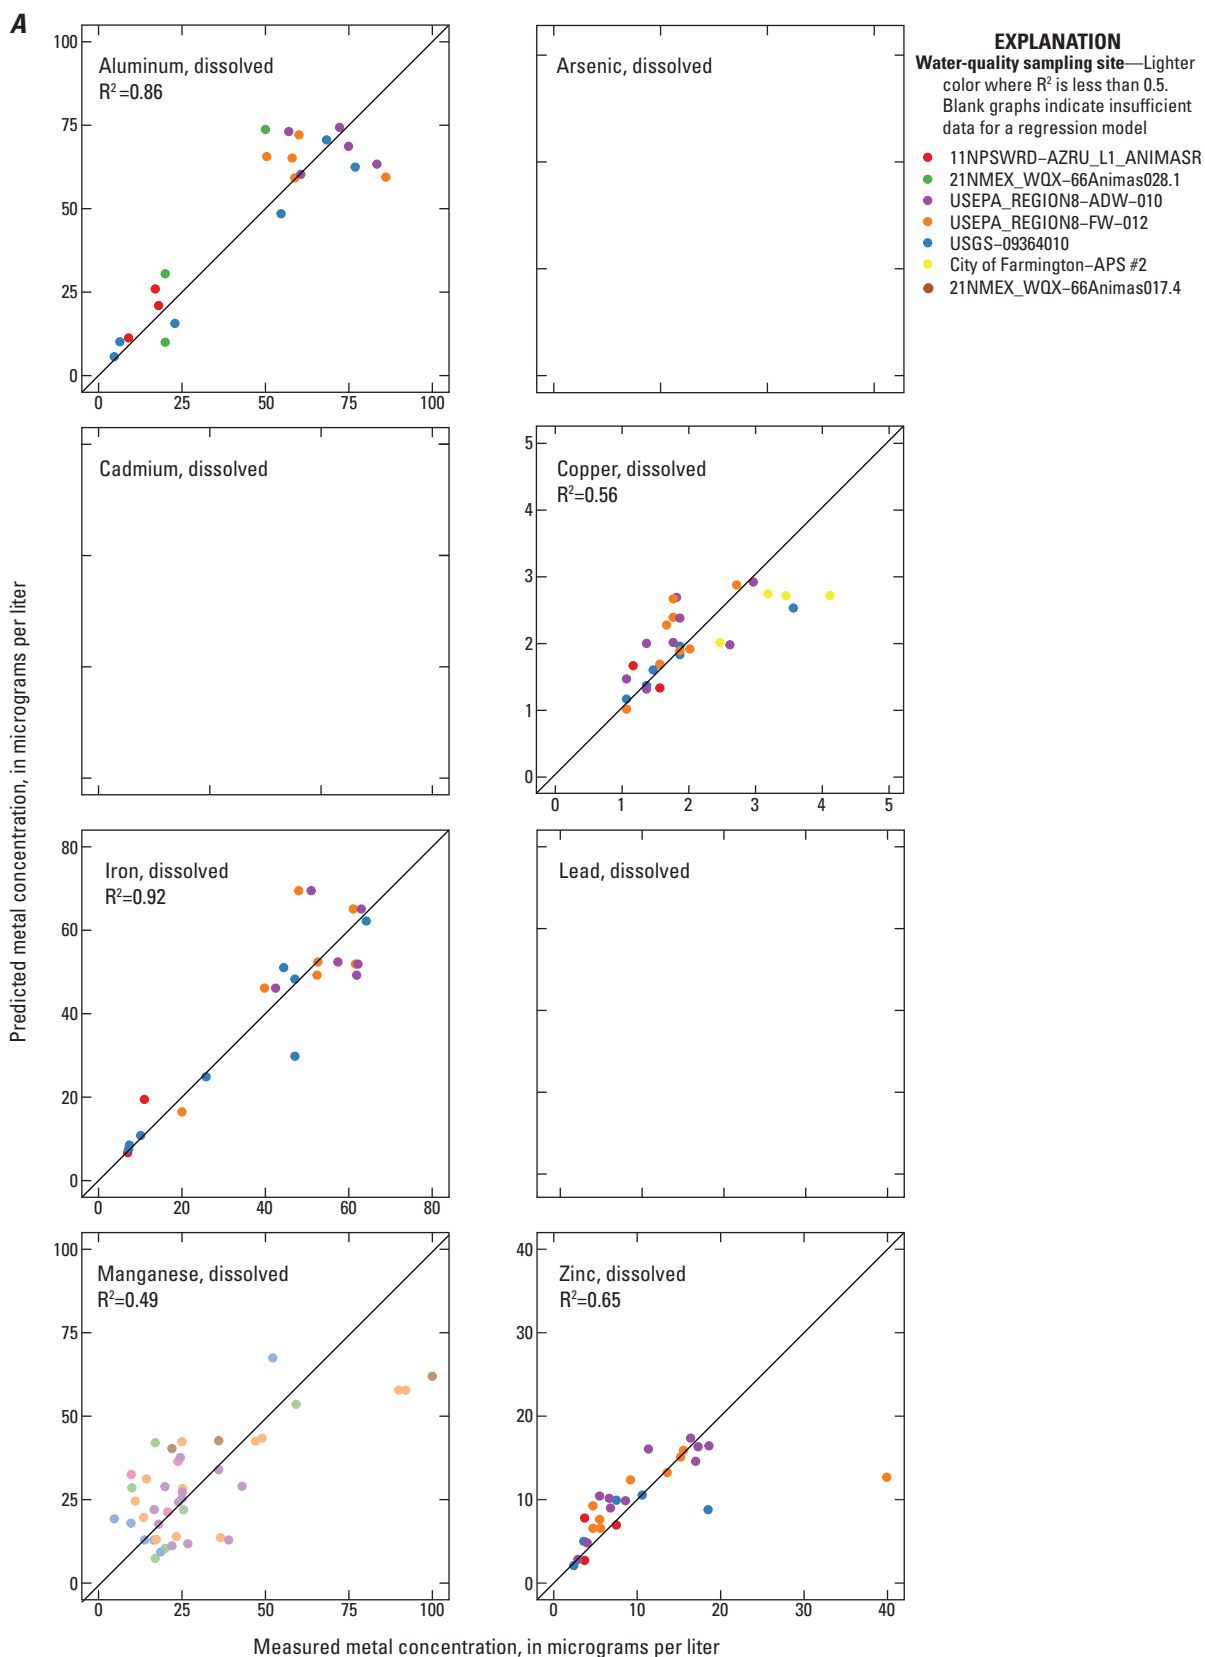 A
Predicted metal concentration, in micrograms per liter
Aluminum, dissolved
R²=0.86
100
75
50
25
0
0 25 50 75 100
Arsenic, dissolved
EXPLANATION
Water-quality sampling site—Lighter
color where R² is less than 0.5.
Blank graphs indicate insufficient
data for a regression model
11NPSWRD–AZRU_L1_ANIMASR
21NMEX_WQX–66Animas028.1
USEPA_REGION8–ADW–010
USEPA_REGION8–FW–012
USGS–09364010
City of Farmington–APS #2
21NMEX_WQX–66Animas017.4
Cadmium, dissolved
Copper, dissolved
R²=0.56
5
4
3
2
1
0
0 1 2 3 4 5
Iron, dissolved
R²=0.92
80
60
40
20
0
0 20 40 60 80
Lead, dissolved
Manganese, dissolved
R²=0.49
100
75
50
25
0
0 25 50 75 100
Zinc, dissolved
R²=0.65
40
30
20
10
0
0 10 20 30 40
Measured metal concentration, in micrograms per liter